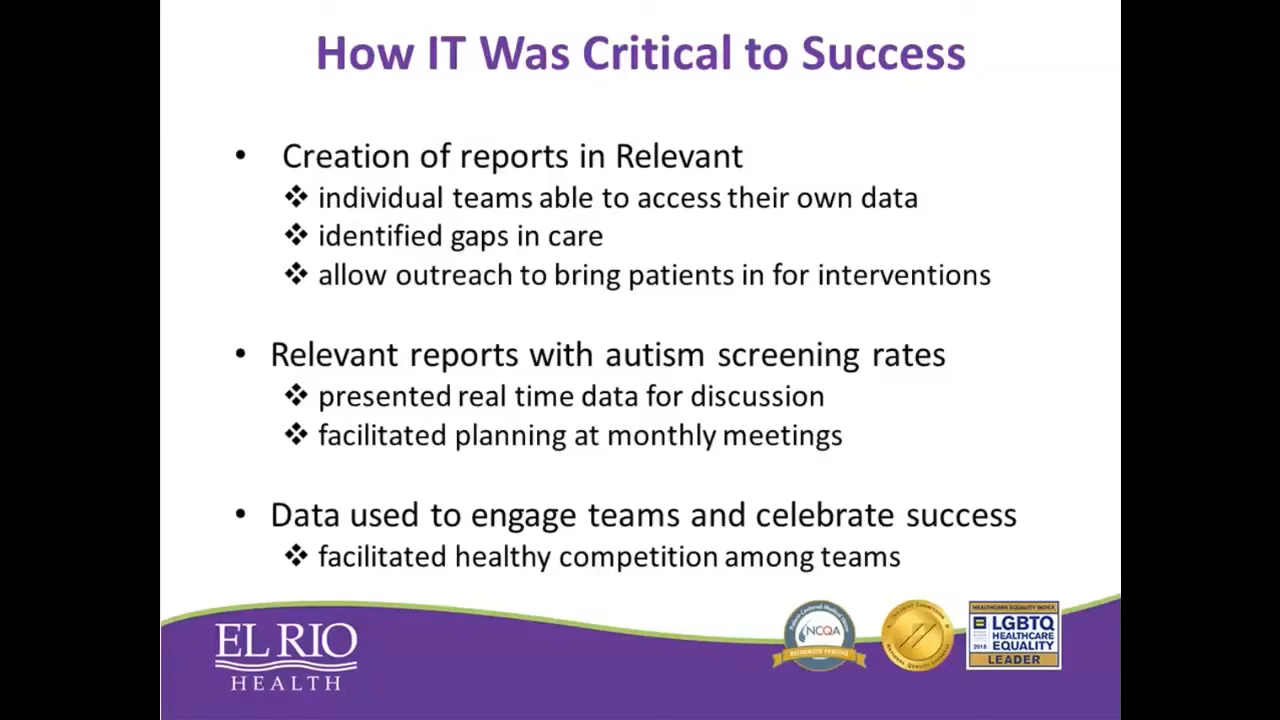 How IT Was Critical to Success
• Creation of reports in Relevant
❖ individual teams able to access their own data
❖ identified gaps in care
❖ allow outreach to bring patients in for interventions
• Relevant reports with autism screening rates
❖ presented real time data for discussion
❖ facilitated planning at monthly meetings
• Data used to engage teams and celebrate success
❖ facilitated healthy competition among teams
EL RIO
HEALTH
NCQA
HEALTHCARE EQUALITY INDEX
LGBTQ
HEALTHCARE
EQUALITY
LEADER